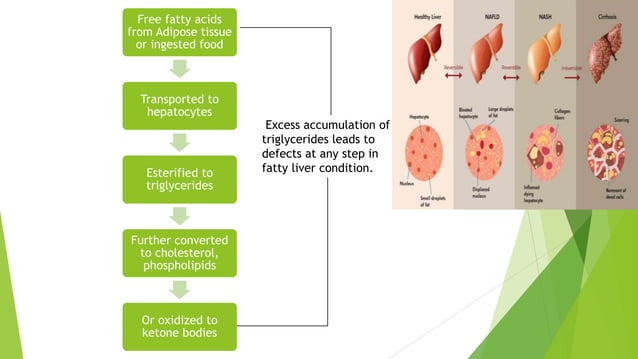 Free fatty acids
from Adipose tissue
or ingested food
Transported to
hepatocytes
Esterified to
triglycerides
Further converted
to cholesterol,
phospholipids
Or oxidized to
ketone bodies
Excess accumulation of
triglycerides leads to
defects at any step in
fatty liver condition.
Healthy Liver
NAFLD
NASH
Cirrhosis
Reversible
Reversible
Irreversible
Hepatocyte
Nucleus
Small droplets
of fat
Bloated
hepatocyte
Large droplets
of fat
Displaced
nucleus
Collagen
fibers
Inflamed
dying
hepatocyte
Scarring
Remnant of
dead cells